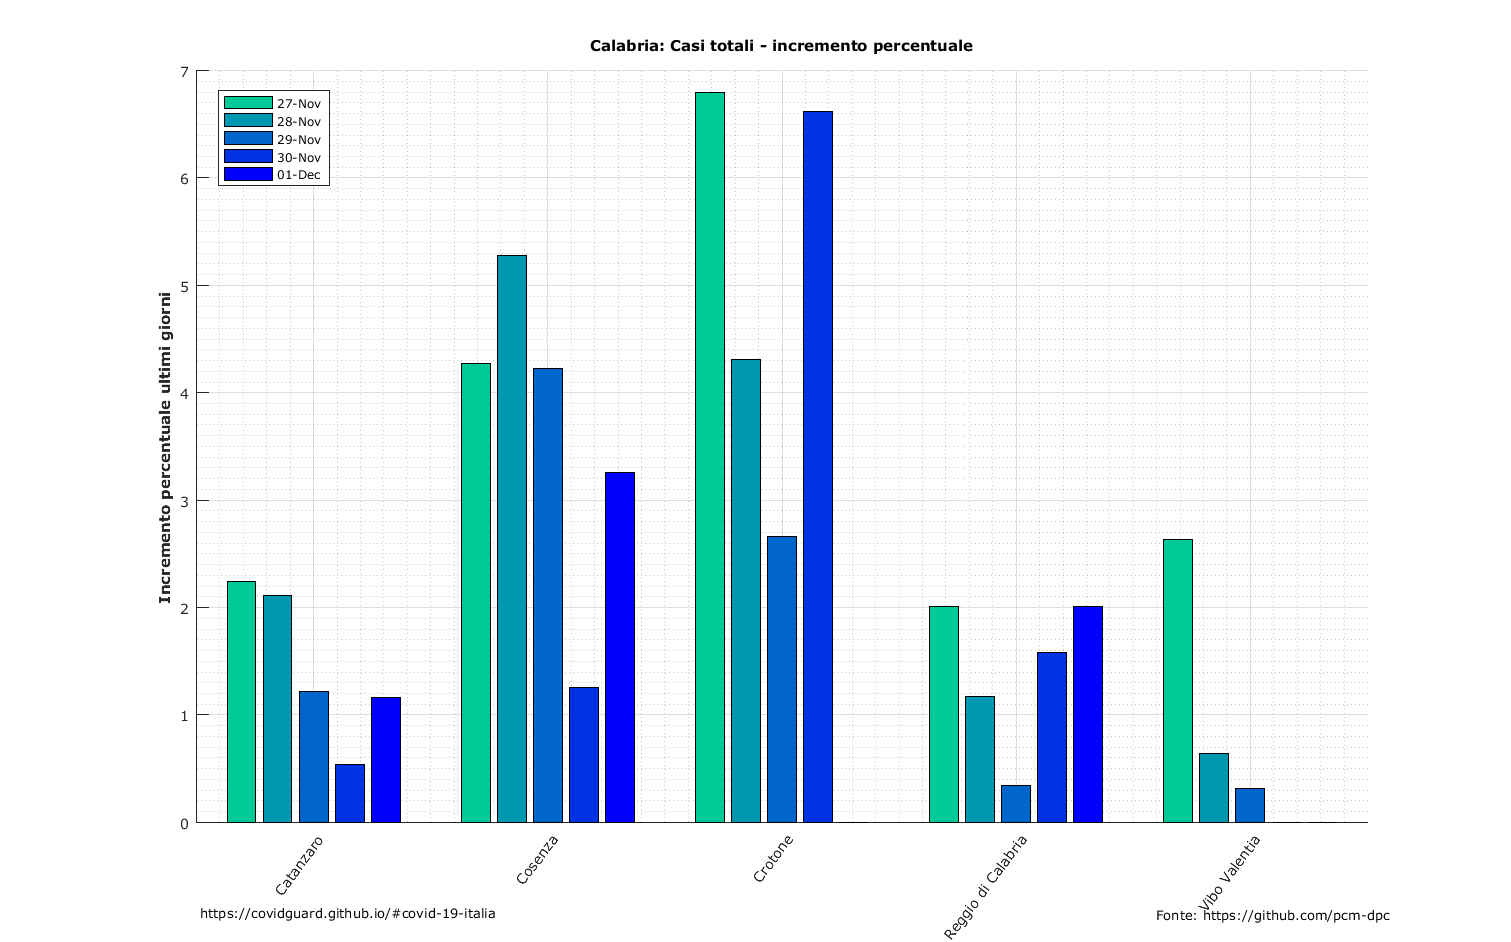 Calabria: Casi totali - incremento percentuale
Incremento percentuale ultimi giorni
7
6
5
4
3
2
1
0
27-Nov
28-Nov
29-Nov
30-Nov
01-Dec
Catanzaro
Cosenza
Crotone
Reggio di Calabria
Vibo Valentia
https://covidguard.github.io/#covid-19-italia
Fonte: https://github.com/pcm-dpc